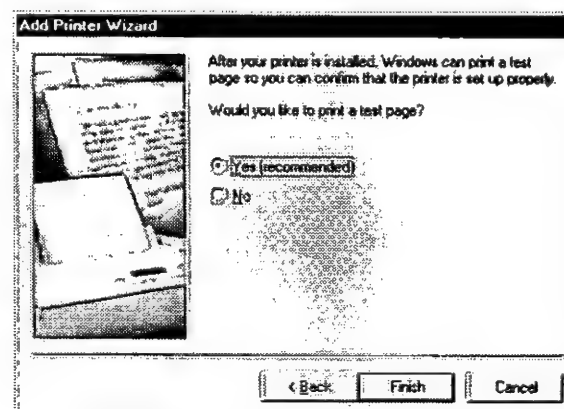 Add Printer Wizard
After your printer is installed, Windows can print a test
page so you can confirm that the printer is set up properly.
Would you like to print a test page?
Yes (recommended)
No
< Back
Finish
Cancel